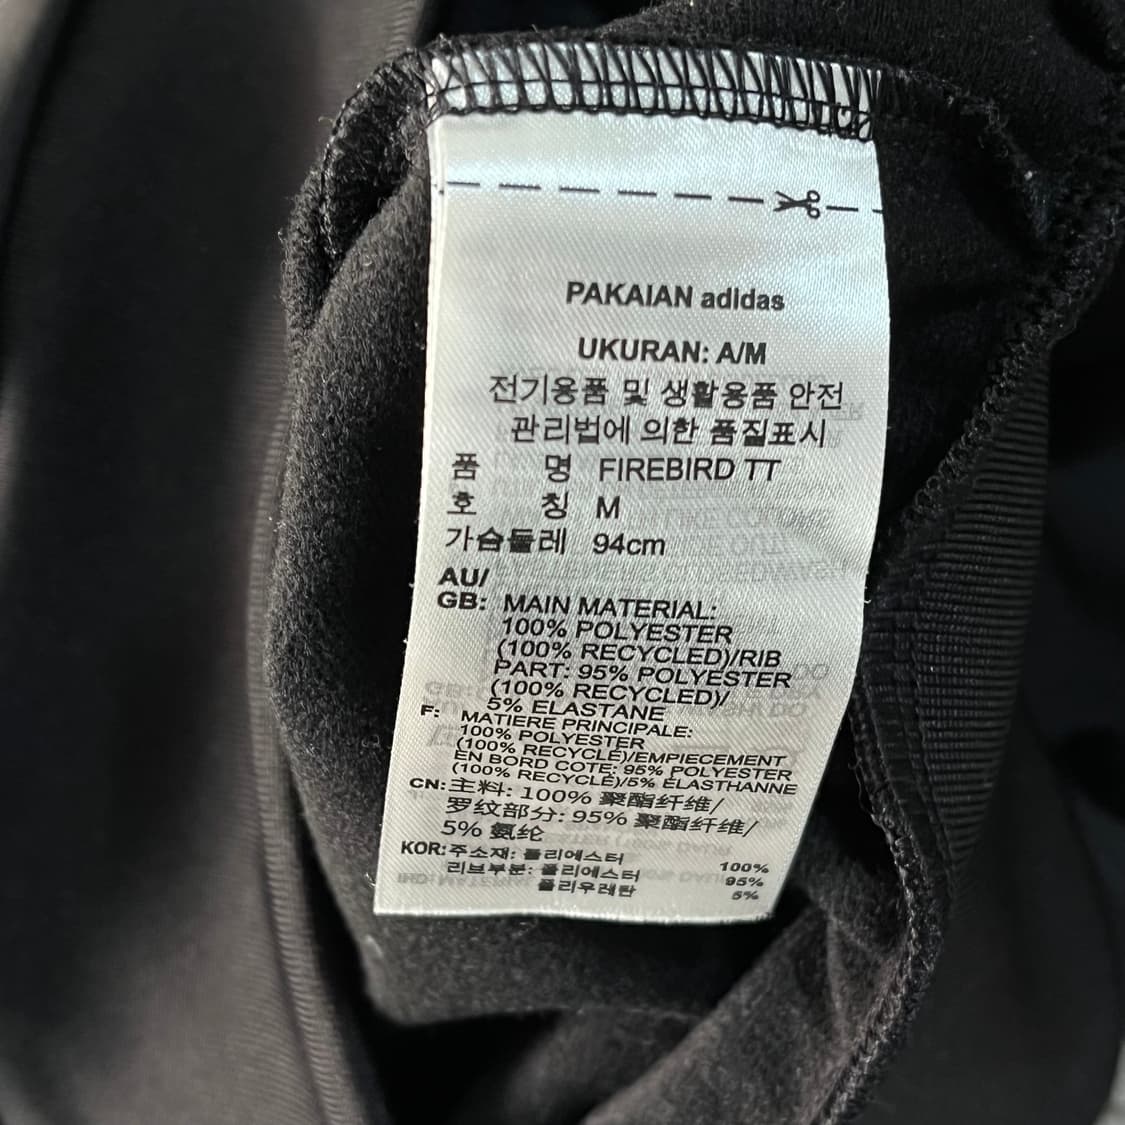 PAKAIAN adidas
UKURAN: A/M
전기용품 및 생활용품 안전
관리법에 의한 품질표시
품 명 FIREBIRD TT
호 칭 M
가슴둘레 94cm
AU/
GB: MAIN MATERIAL:
100% POLYESTER
(100% RECYCLED)/RIB
PART: 95% POLYESTER
(100% RECYCLED)/
5% ELASTANE
F: MATIERE PRINCIPALE:
100% POLYESTER
(100% RECYCLÉ)/EMPIECEMENT
EN BORD COTE: 95% POLYESTER
(100% RECYCLÉ)/5% ELASTHANNE
CN: 主料: 100% 聚酯纤维/
罗纹部分: 95% 聚酯纤维/
5% 氨纶
KOR: 주소재: 폴리에스터 100%
리브부분: 폴리에스터 95%
폴리우레탄 5%